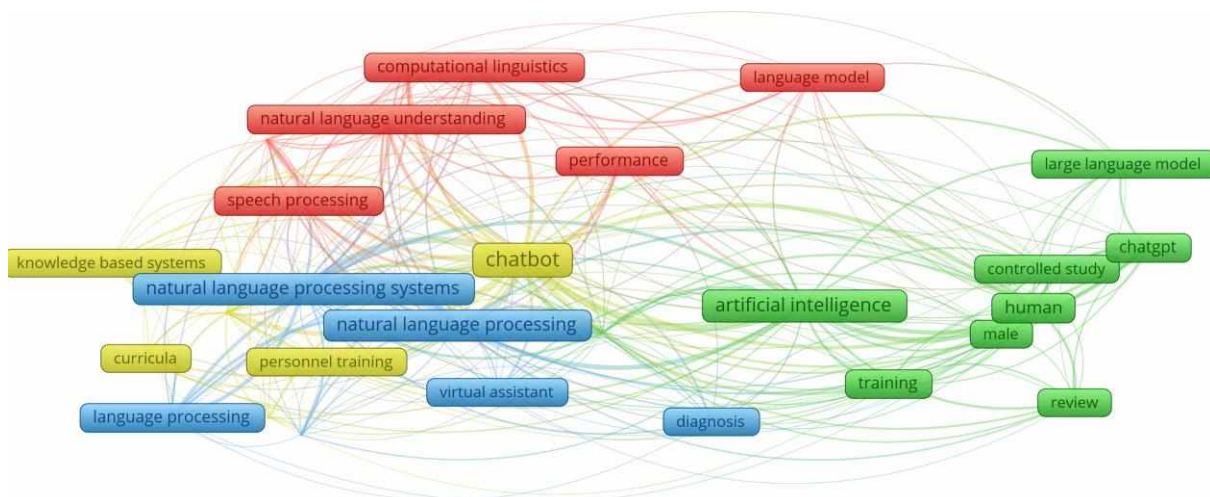 computational linguistics
language model
natural language understanding
performance
large language model
speech processing
chatgpt
chatbot
knowledge based systems
controlled study
natural language processing systems
artificial intelligence
human
natural language processing
male
curricula
personnel training
training
virtual assistant
review
language processing
diagnosis